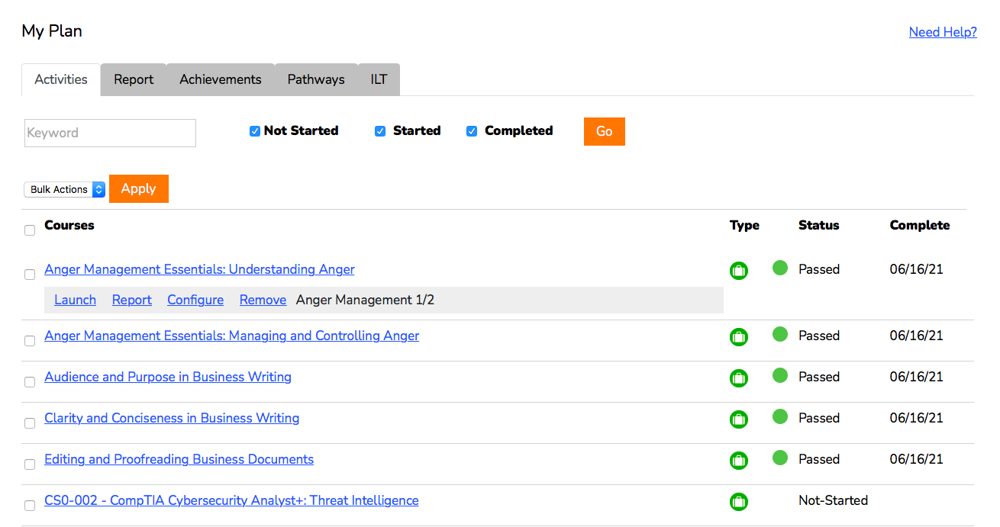 My Plan
Need Help?
Activities Report Achievements Pathways ILT
Keyword Not Started Started Completed Go
Bulk Actions Apply
Courses Type Status Complete
Anger Management Essentials: Understanding Anger Passed 06/16/21
Launch Report Configure Remove Anger Management 1/2
Anger Management Essentials: Managing and Controlling Anger Passed 06/16/21
Audience and Purpose in Business Writing Passed 06/16/21
Clarity and Conciseness in Business Writing Passed 06/16/21
Editing and Proofreading Business Documents Passed 06/16/21
CS0-002 - CompTIA Cybersecurity Analyst+: Threat Intelligence Not-Started